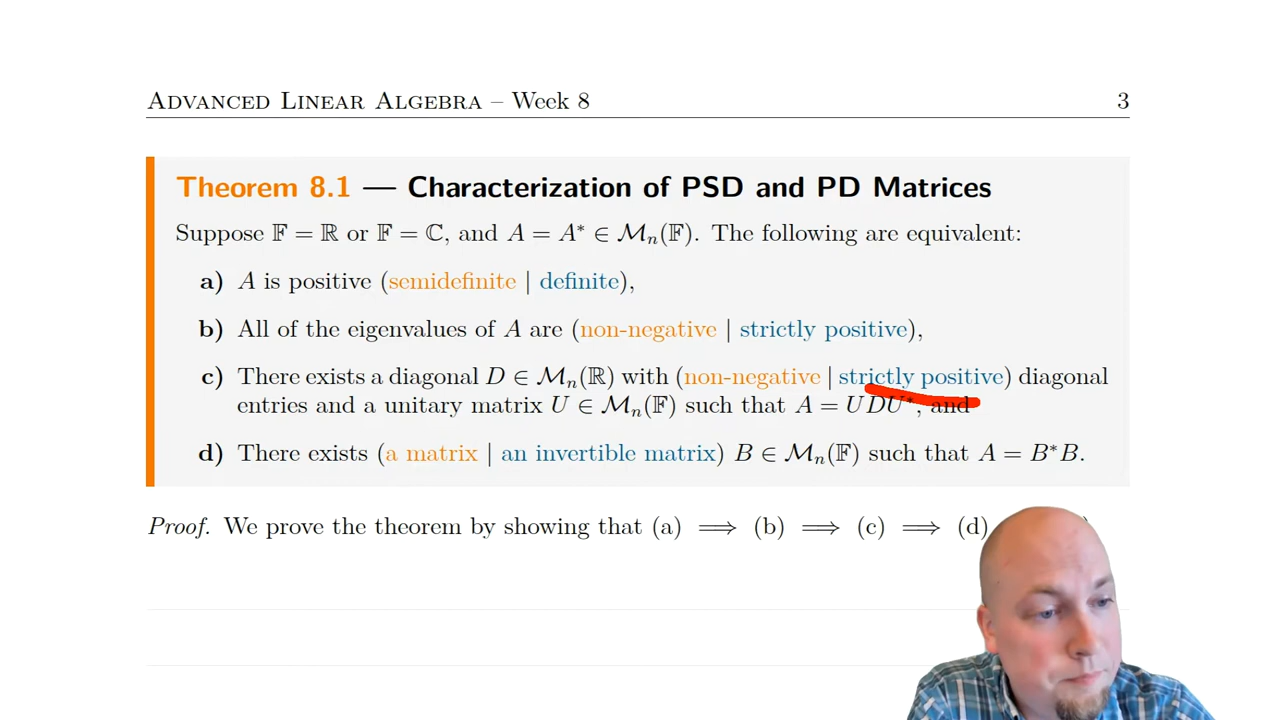 ADVANCED LINEAR ALGEBRA – Week 8 3
Theorem 8.1 — Characterization of PSD and PD Matrices
Suppose 𝔽 = ℝ or 𝔽 = ℂ, and A = A* ∈ ℳₙ(𝔽). The following are equivalent:
a) A is positive (semidefinite | definite),
b) All of the eigenvalues of A are (non-negative | strictly positive),
c) There exists a diagonal D ∈ ℳₙ(ℝ) with (non-negative | strictly positive) diagonal
entries and a unitary matrix U ∈ ℳₙ(𝔽) such that A = UDU*, and
d) There exists (a matrix | an invertible matrix) B ∈ ℳₙ(𝔽) such that A = B*B.
Proof. We prove the theorem by showing that (a) ⟹ (b) ⟹ (c) ⟹ (d)